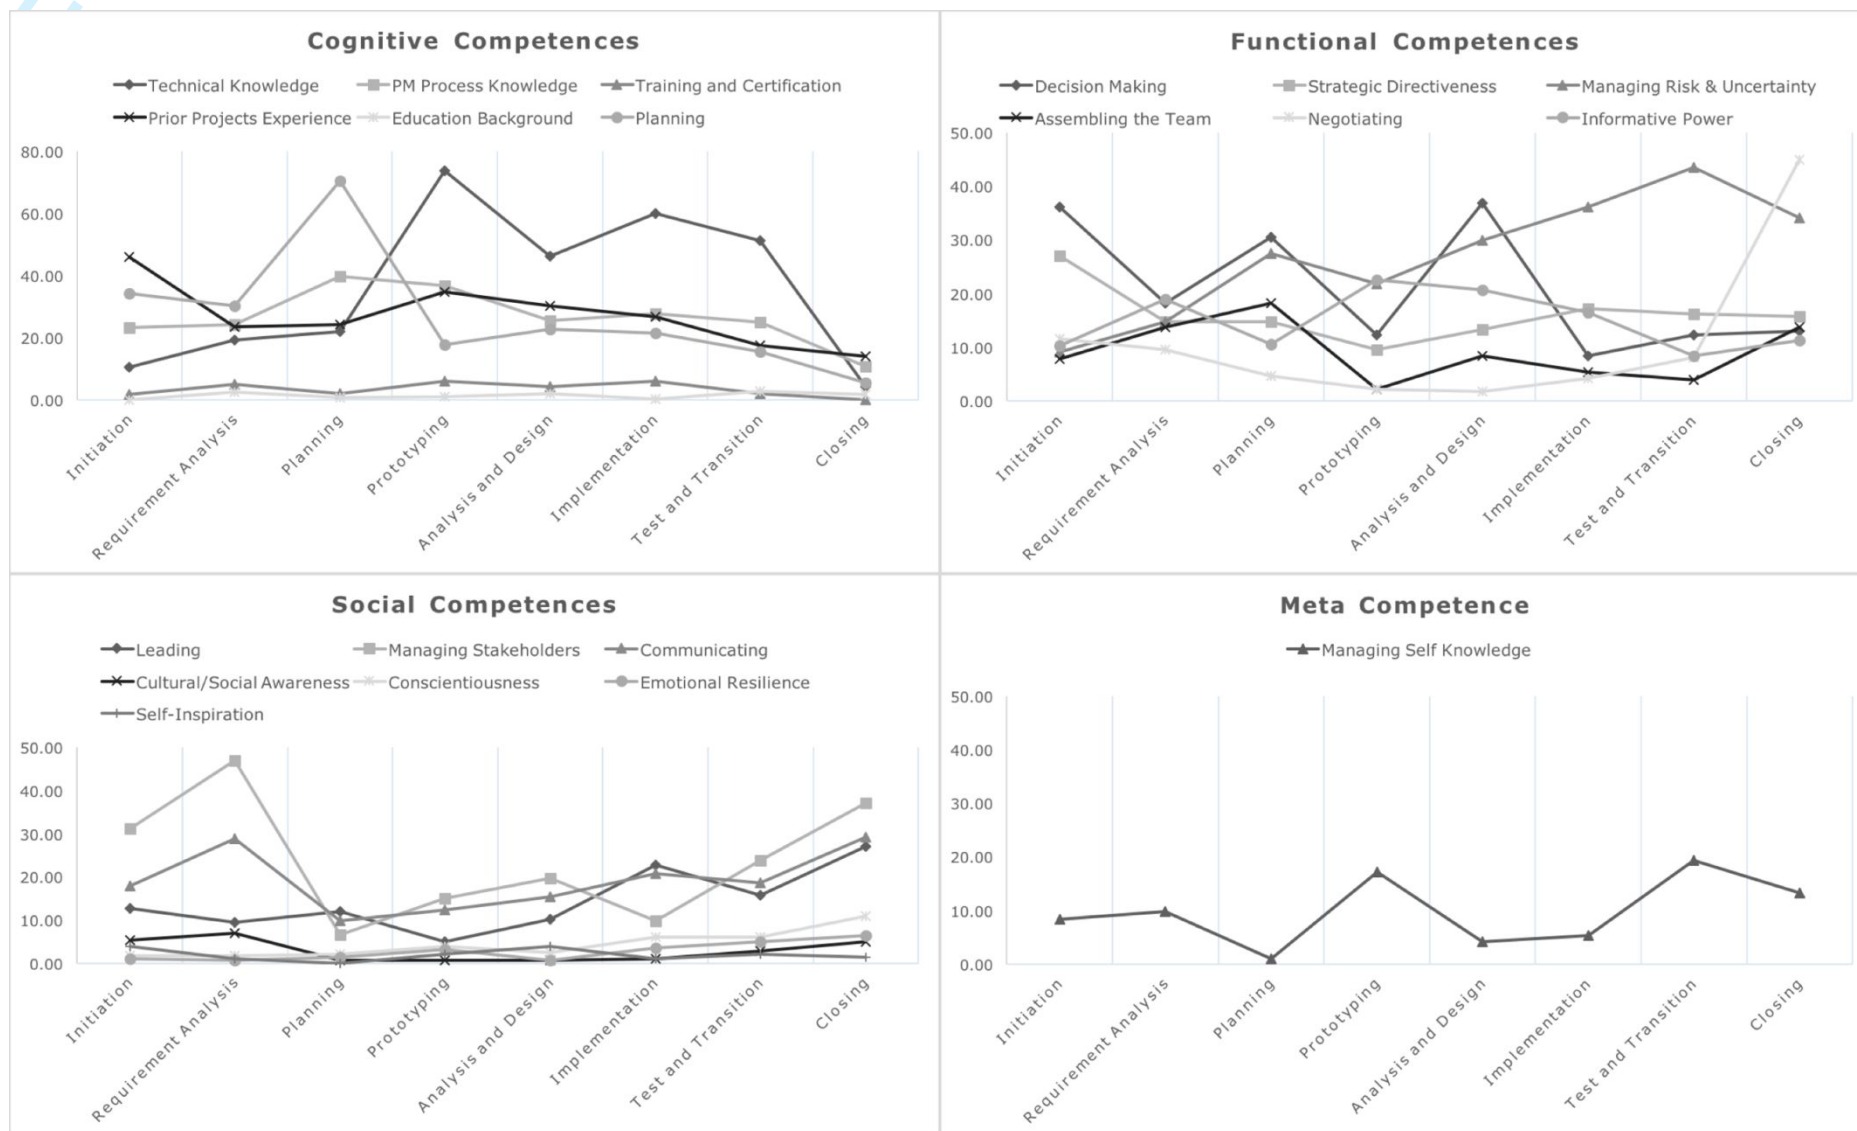 Cognitive Competences
Technical Knowledge PM Process Knowledge Training and Certification
Prior Projects Experience Education Background Planning
80.00
60.00
40.00
20.00
0.00
Initiation
Requirement Analysis
Planning
Prototyping
Analysis and Design
Implementation
Test and Transition
Closing
Functional Competences
Decision Making Strategic Directiveness Managing Risk & Uncertainty
Assembling the Team Negotiating Informative Power
50.00
40.00
30.00
20.00
10.00
0.00
Initiation
Requirement Analysis
Planning
Prototyping
Analysis and Design
Implementation
Test and Transition
Closing
Social Competences
Leading Managing Stakeholders Communicating
Cultural/Social Awareness Conscientiousness Emotional Resilience
Self-Inspiration
50.00
40.00
30.00
20.00
10.00
0.00
Initiation
Requirement Analysis
Planning
Prototyping
Analysis and Design
Implementation
Test and Transition
Closing
Meta Competence
Managing Self Knowledge
50.00
40.00
30.00
20.00
10.00
0.00
Initiation
Requirement Analysis
Planning
Prototyping
Analysis and Design
Implementation
Test and Transition
Closing